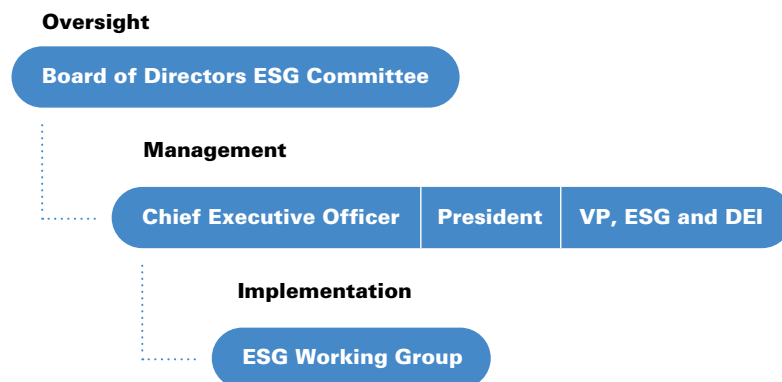 Oversight
Board of Directors ESG Committee
Management
Chief Executive Officer President VP, ESG and DEI
Implementation
ESG Working Group